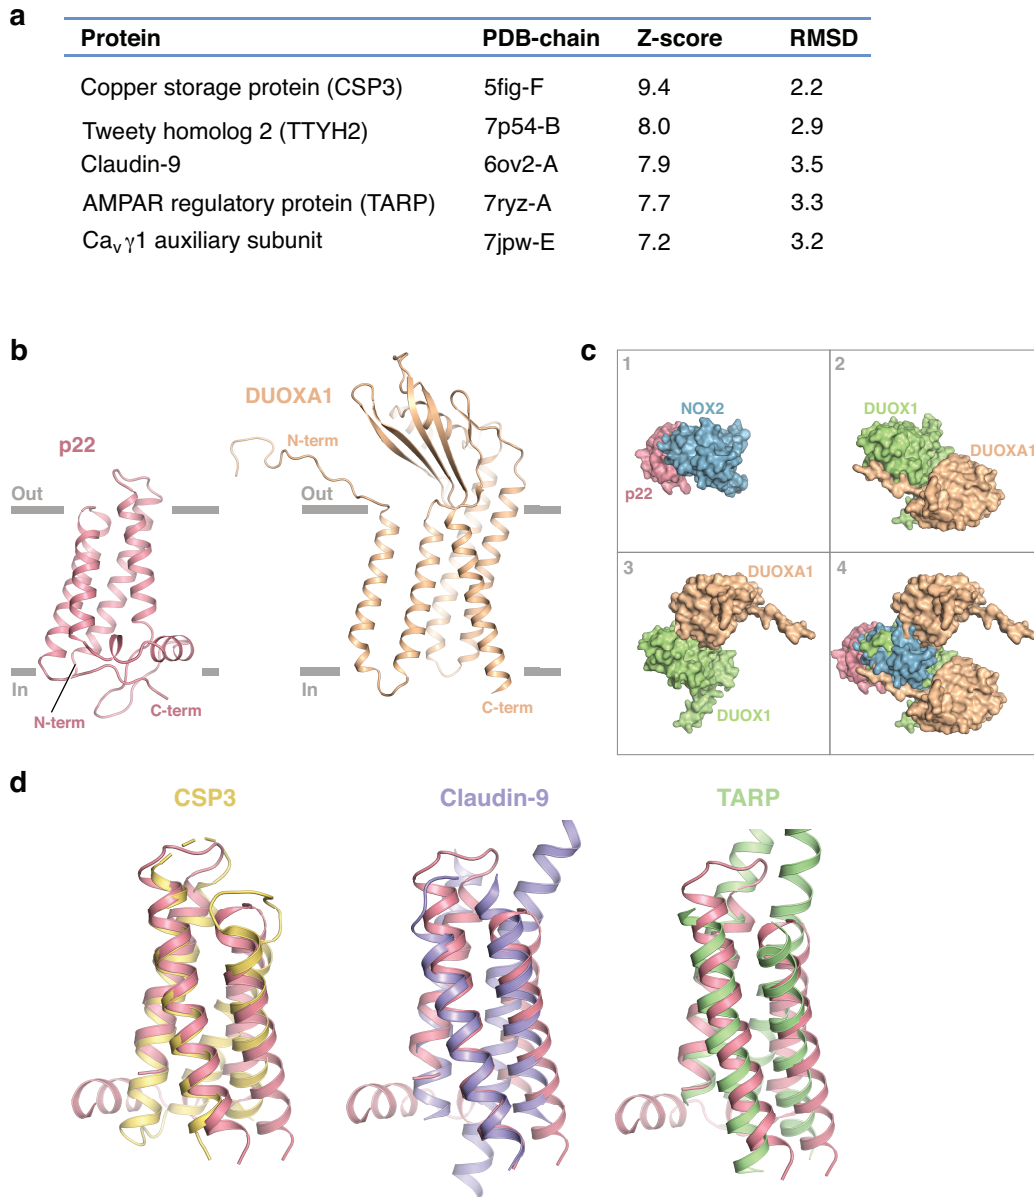 a
Protein PDB-chain Z-score RMSD
Copper storage protein (CSP3) 5fig-F 9.4 2.2
Tweety homolog 2 (TTYH2) 7p54-B 8.0 2.9
Claudin-9 6ov2-A 7.9 3.5
AMPAR regulatory protein (TARP) 7ryz-A 7.7 3.3
Cavγ1 auxiliary subunit 7jpw-E 7.2 3.2
b
p22
DUOXA1
N-term
Out
Out
In
In
N-term
C-term
C-term
c
1
NOX2
p22
2
DUOX1
DUOXA1
3
DUOXA1
DUOX1
4
d
CSP3 Claudin-9 TARP